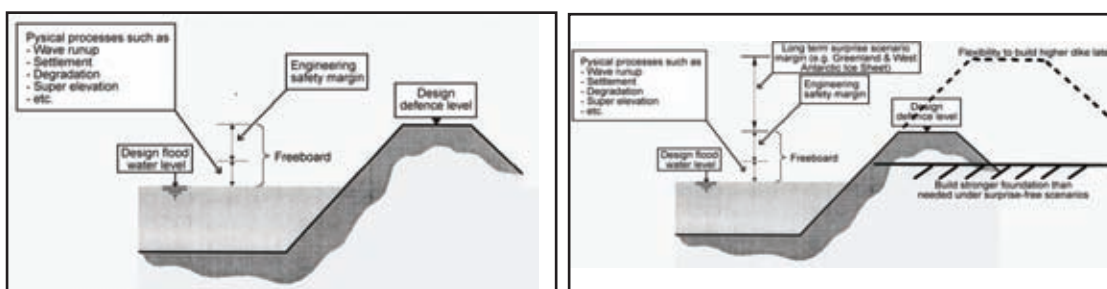 Pysical processes such as
- Wave runup
- Settlement
- Degradation
- Super elevation
- etc.
Engineering
safety margin
Design
defence level
Design flood
water level
Freeboard
Long term surprise scenario
margin (e.g. Greenland & West
Antarctic Ice Sheet)
Flexibility to build higher dike late
Pysical processes such as
- Wave runup
- Settlement
- Degradation
- Super elevation
- etc.
Engineering
safety margin
Design
defence level
Design flood
water level
Freeboard
Build stronger foundation than
needed under surprise-free scenarios